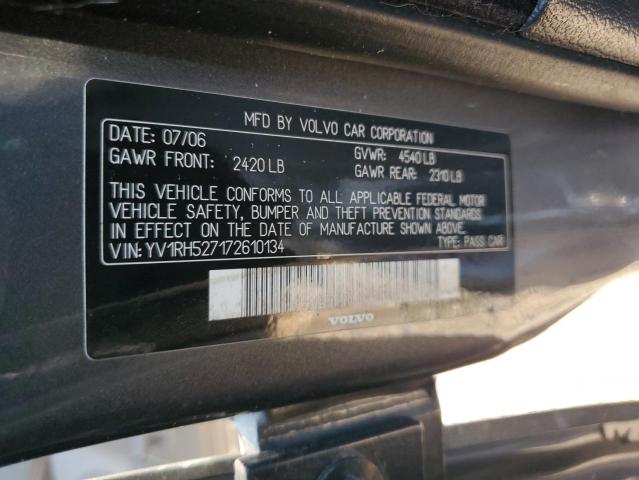 MFD BY VOLVO CAR CORPORATION
DATE: 07/06
GVWR: 4540 LB
GAWR FRONT: 2420 LB
GAWR REAR: 2310 LB
THIS VEHICLE CONFORMS TO ALL APPLICABLE FEDERAL MOTOR
VEHICLE SAFETY, BUMPER AND THEFT PREVENTION STANDARDS
IN EFFECT ON THE DATE OF MANUFACTURE SHOWN ABOVE.
VIN: YV1RH527172610134 TYPE: PASS CAR
VOLVO